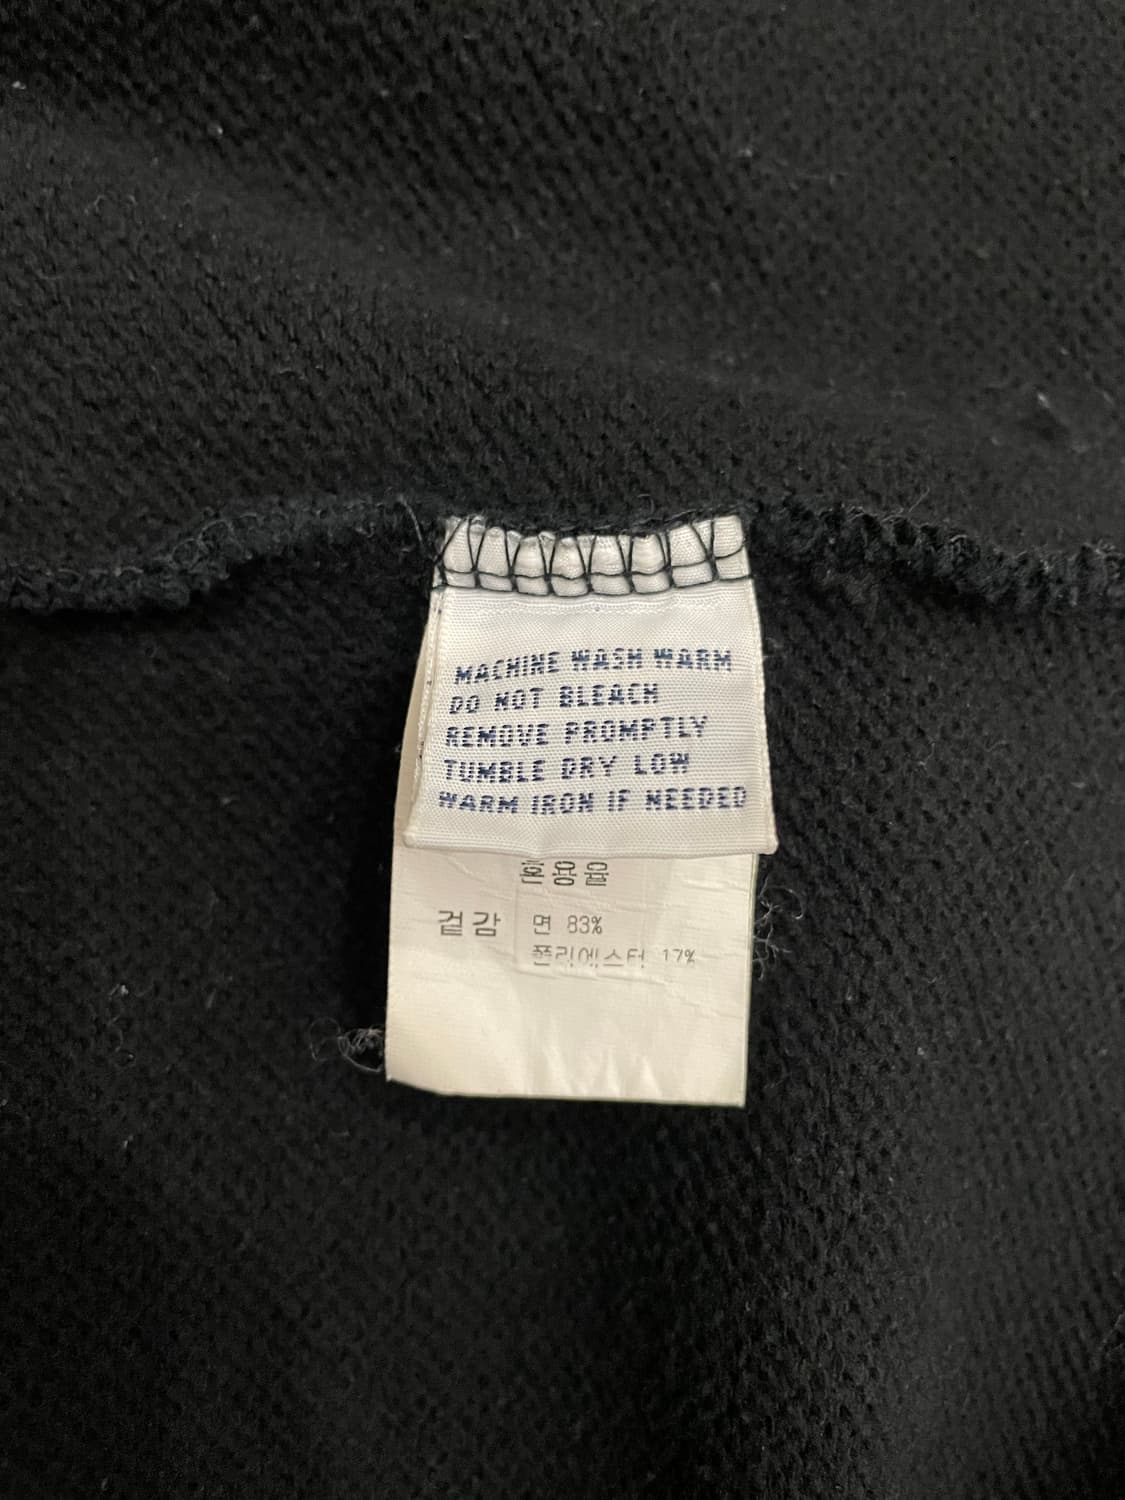 MACHINE WASH WARM
DO NOT BLEACH
REMOVE PROMPTLY
TUMBLE DRY LOW
WARM IRON IF NEEDED
혼용율
겉감 면 83%
폴리에스터 17%